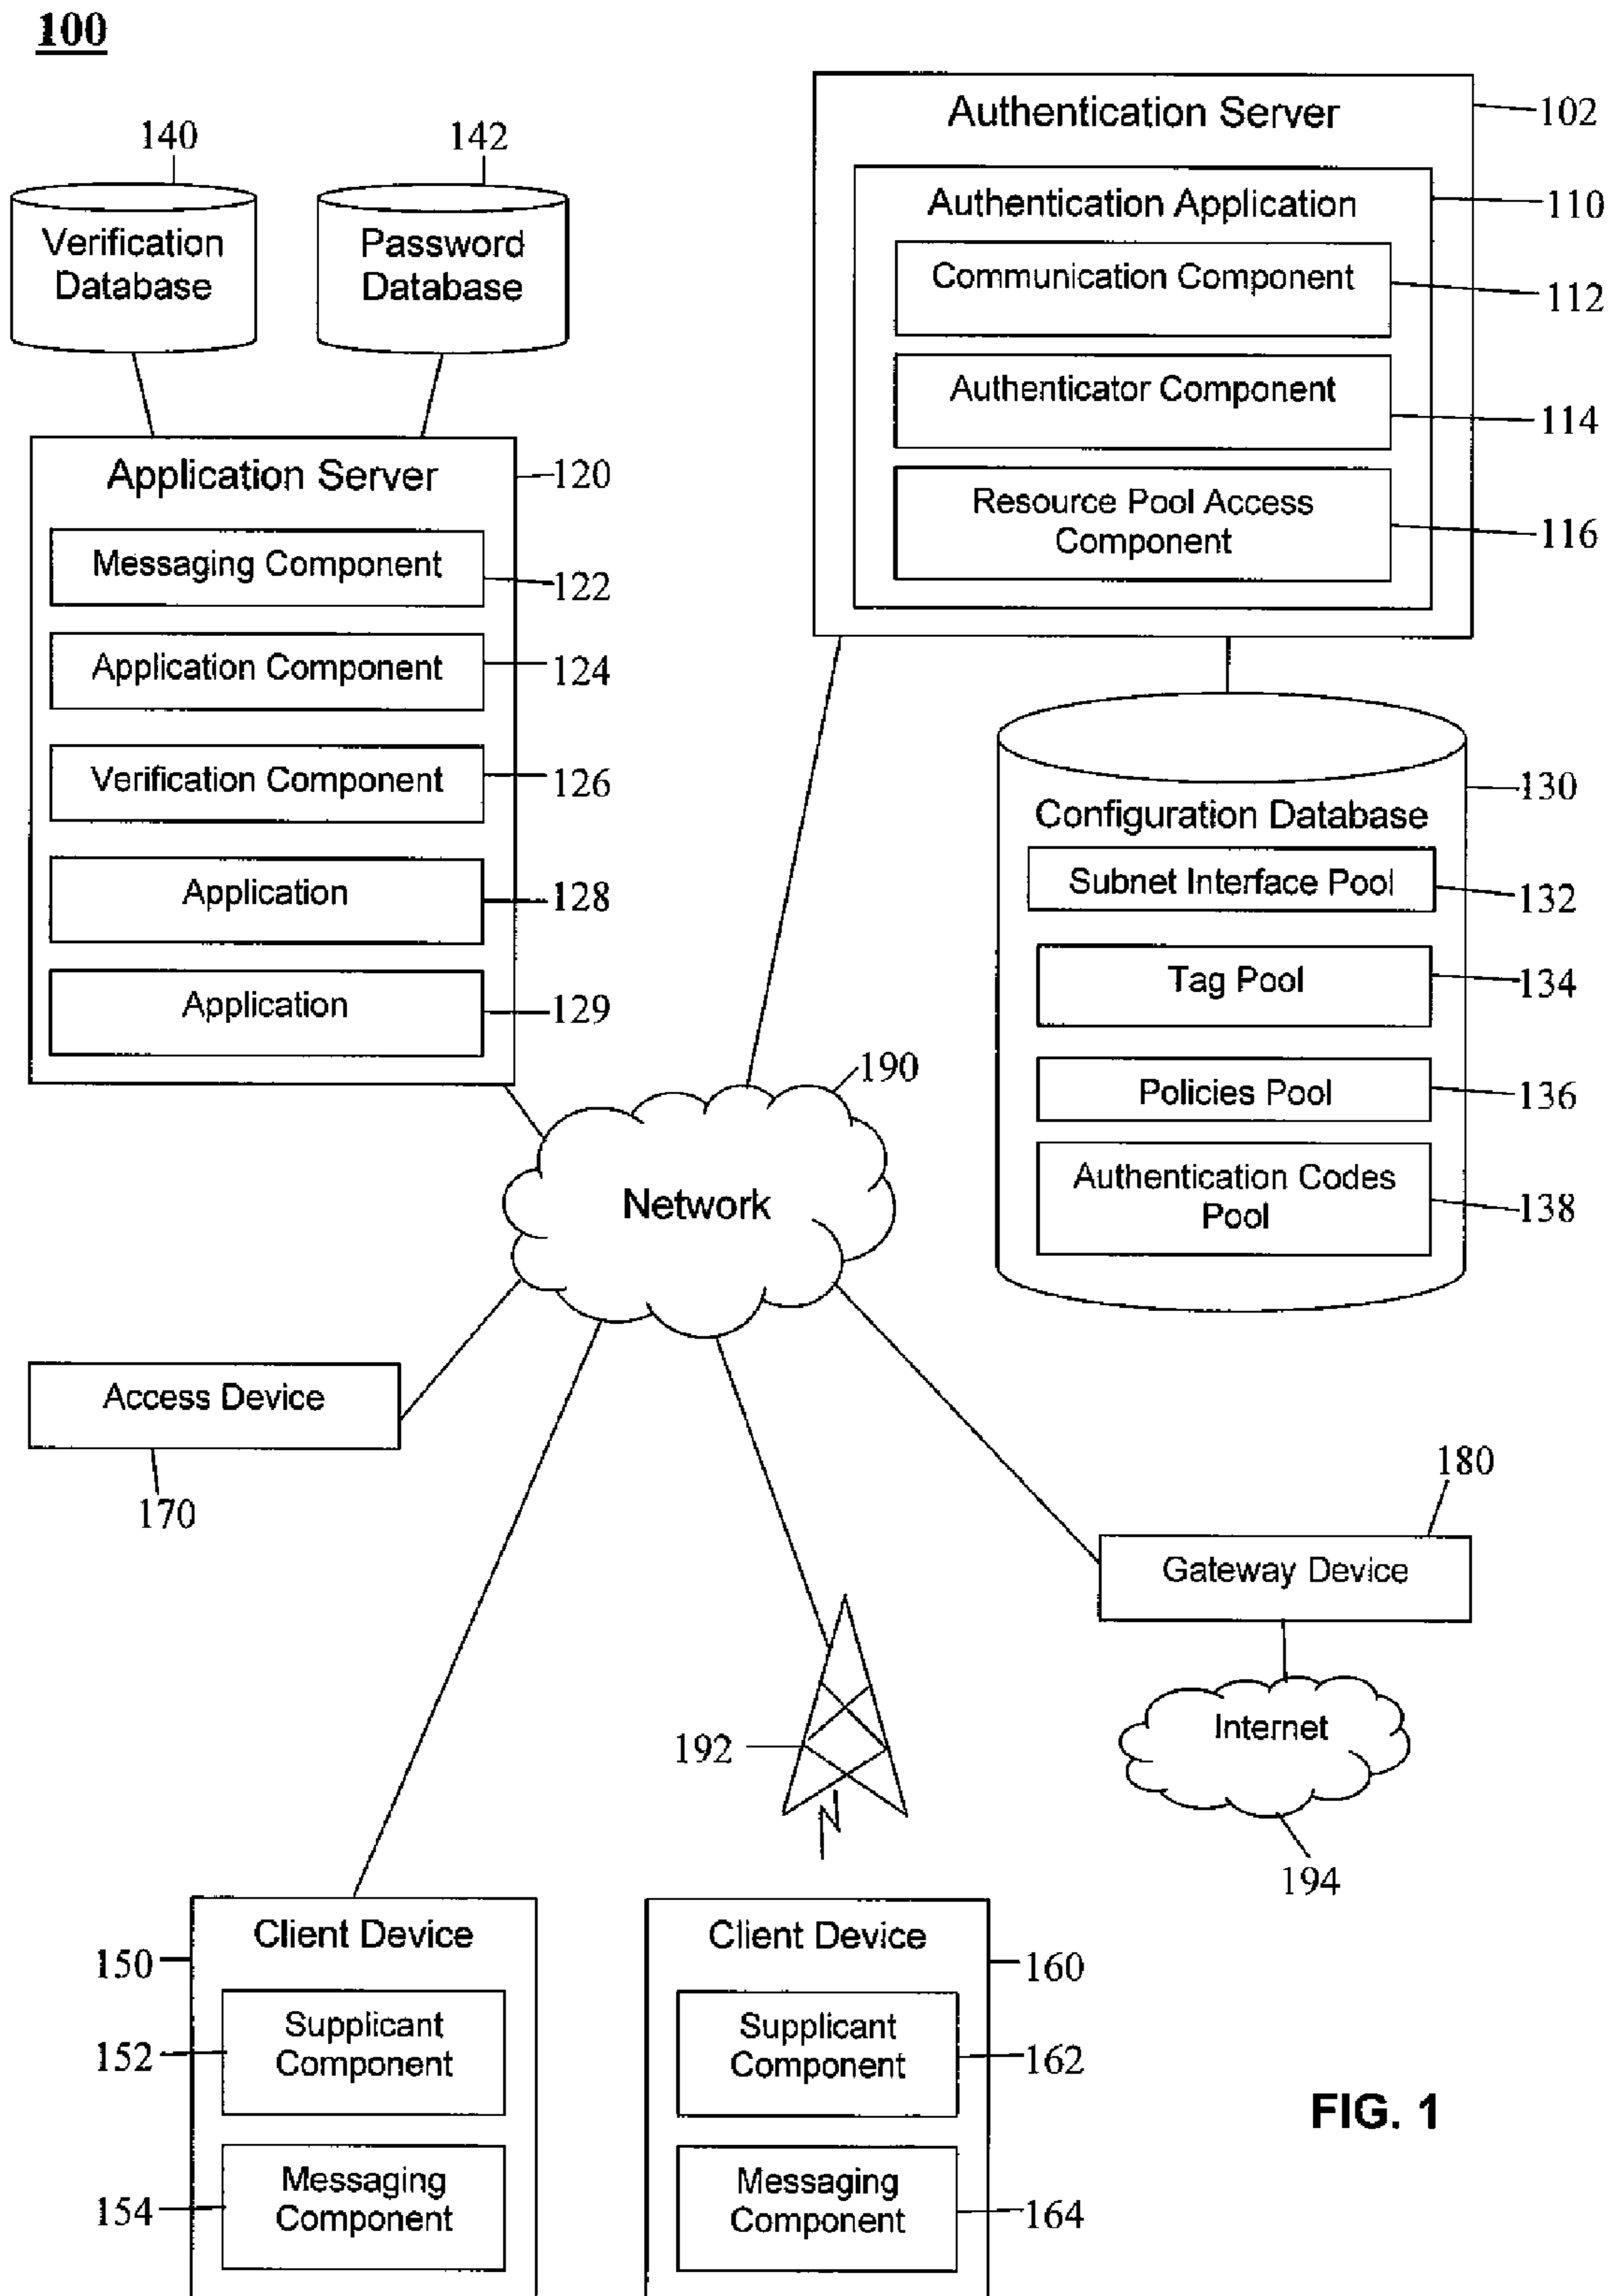 100
140
142
Verification
Database
Password
Database
Authentication Server
102
Authentication Application
110
Communication Component
112
Authenticator Component
114
Resource Pool Access
Component
116
Application Server
120
Messaging Component
122
Application Component
124
Verification Component
126
Application
128
Application
129
130
Configuration Database
Subnet Interface Pool
132
Tag Pool
134
Policies Pool
136
Authentication Codes
Pool
138
190
Network
Access Device
170
180
Gateway Device
Internet
194
192
Client Device
150
Supplicant
Component
152
Messaging
Component
154
Client Device
160
Supplicant
Component
162
Messaging
Component
164
FIG. 1